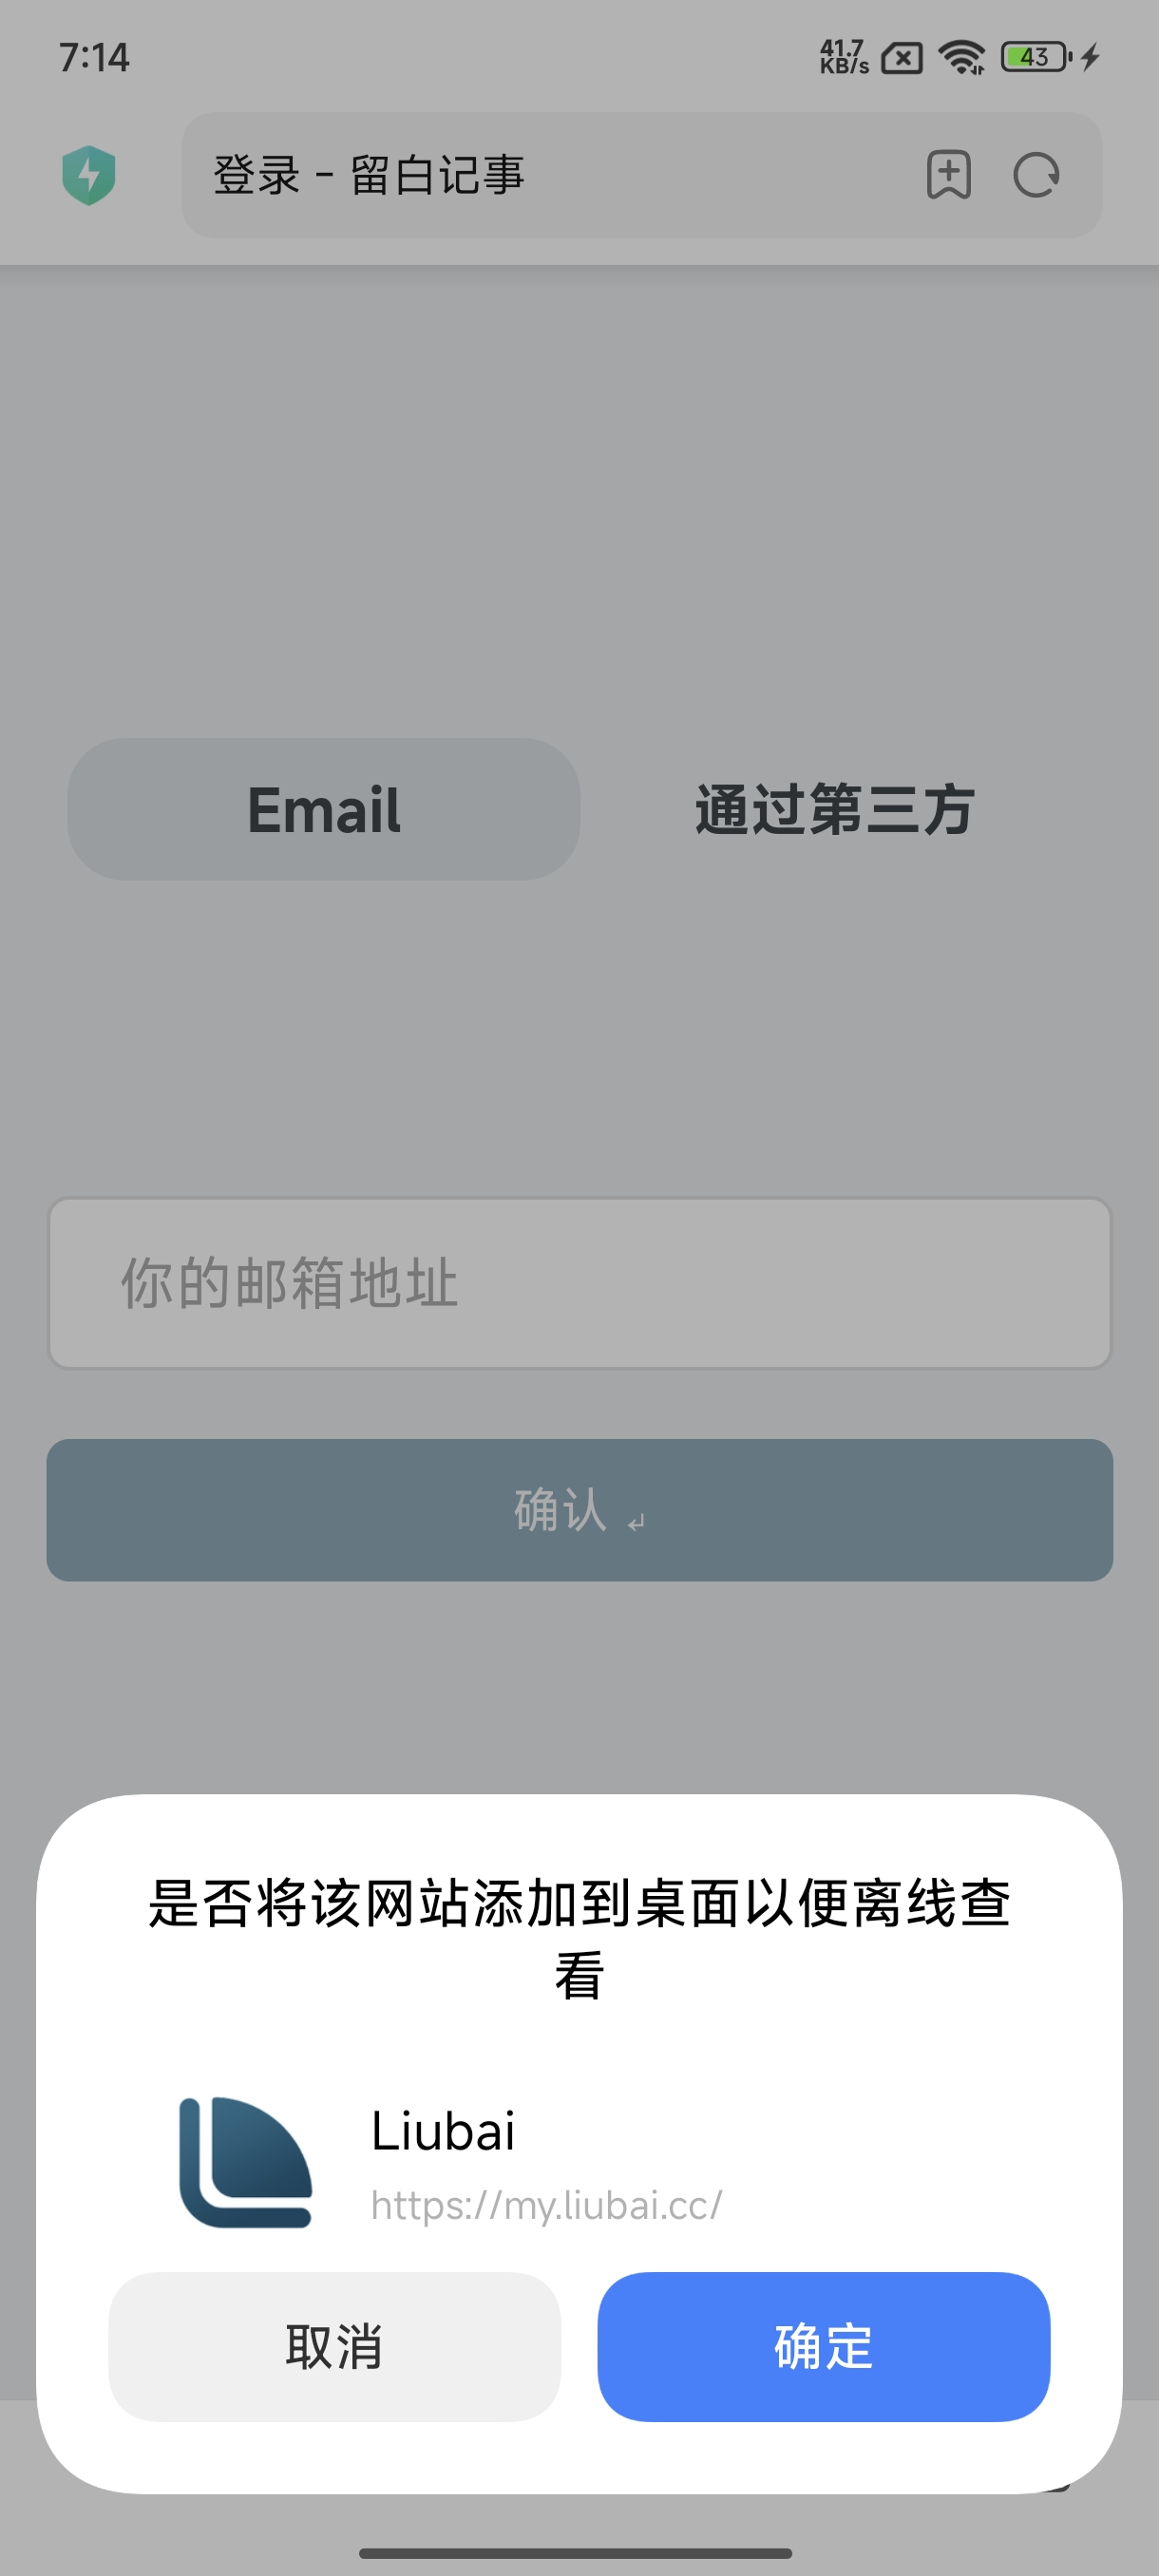 7:14
41.7
KB/s
43
登录 - 留白记事
Email
通过第三方
你的邮箱地址
确认 ↵
是否将该网站添加到桌面以便离线查
看
Liubai
https://my.liubai.cc/
取消
确定